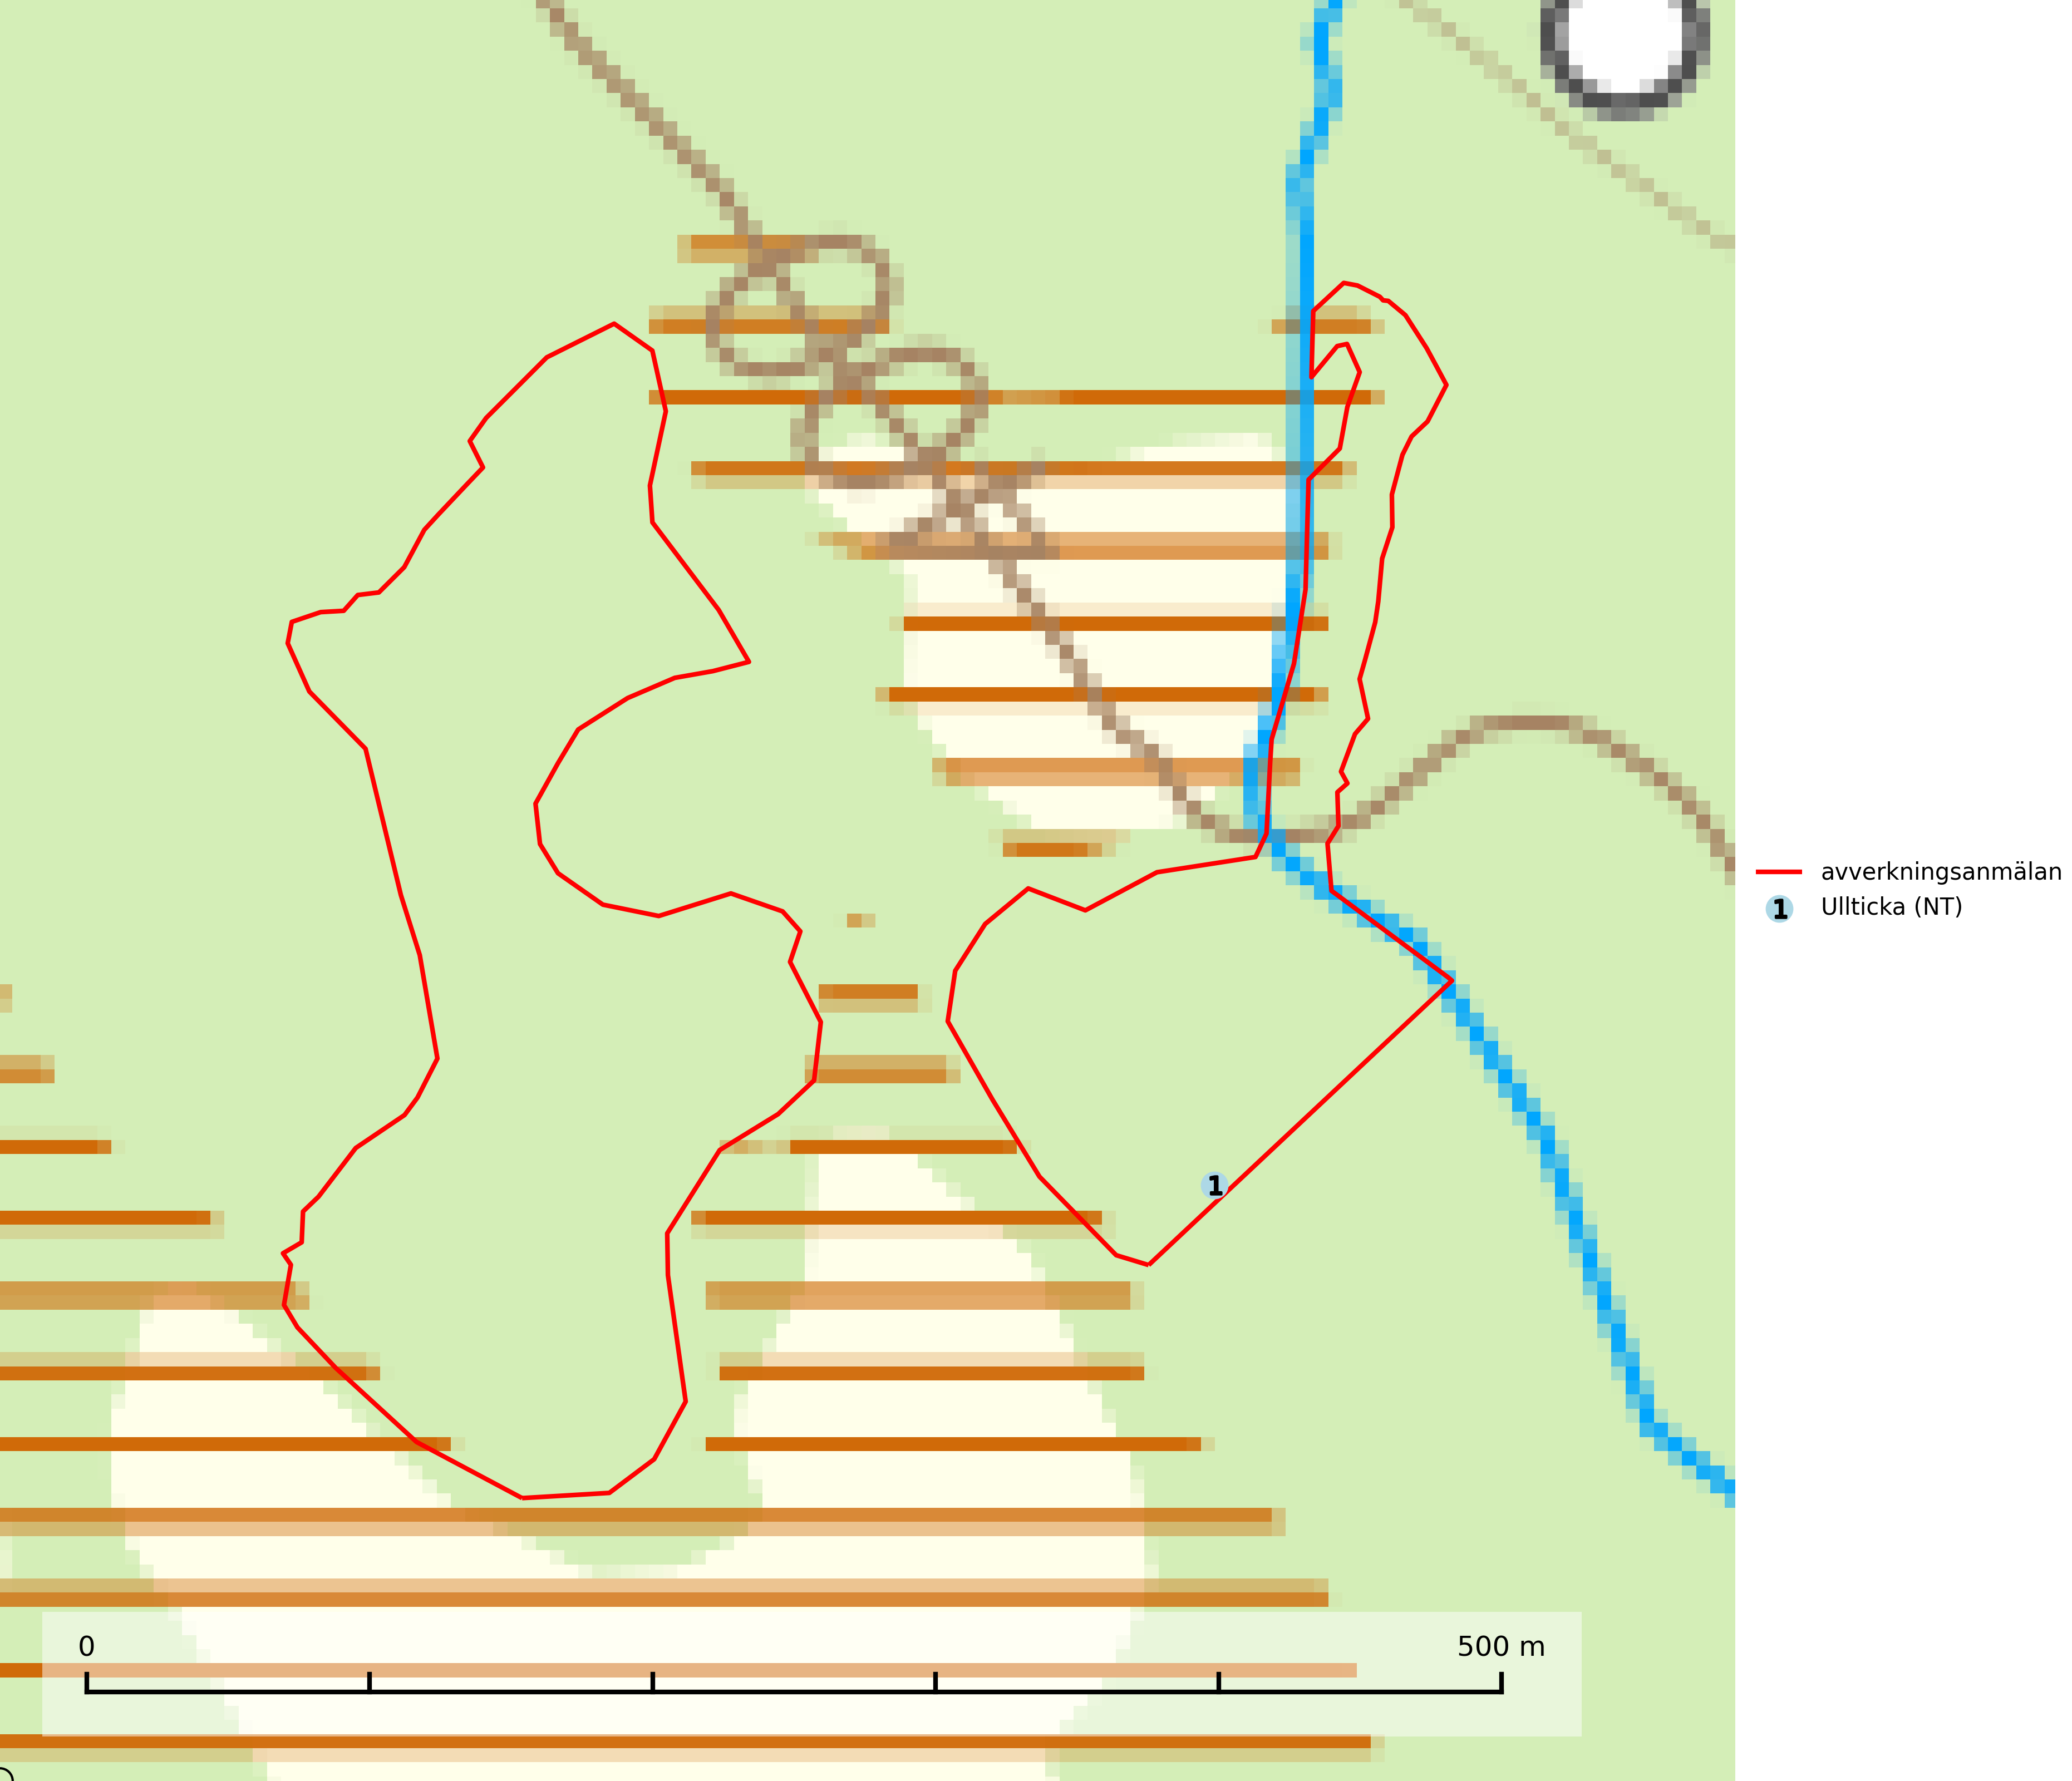 avverkningsanmälan
1 Ullticka (NT)
1
0 500 m